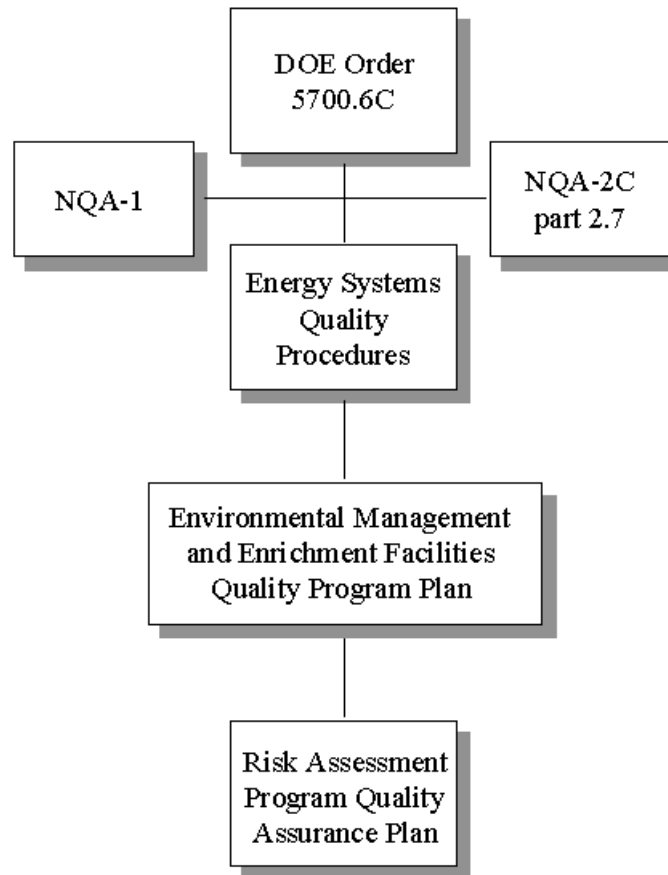 DOE Order
5700.6C
NQA-1
NQA-2C
part 2.7
Energy Systems
Quality
Procedures
Environmental Management
and Enrichment Facilities
Quality Program Plan
Risk Assessment
Program Quality
Assurance Plan